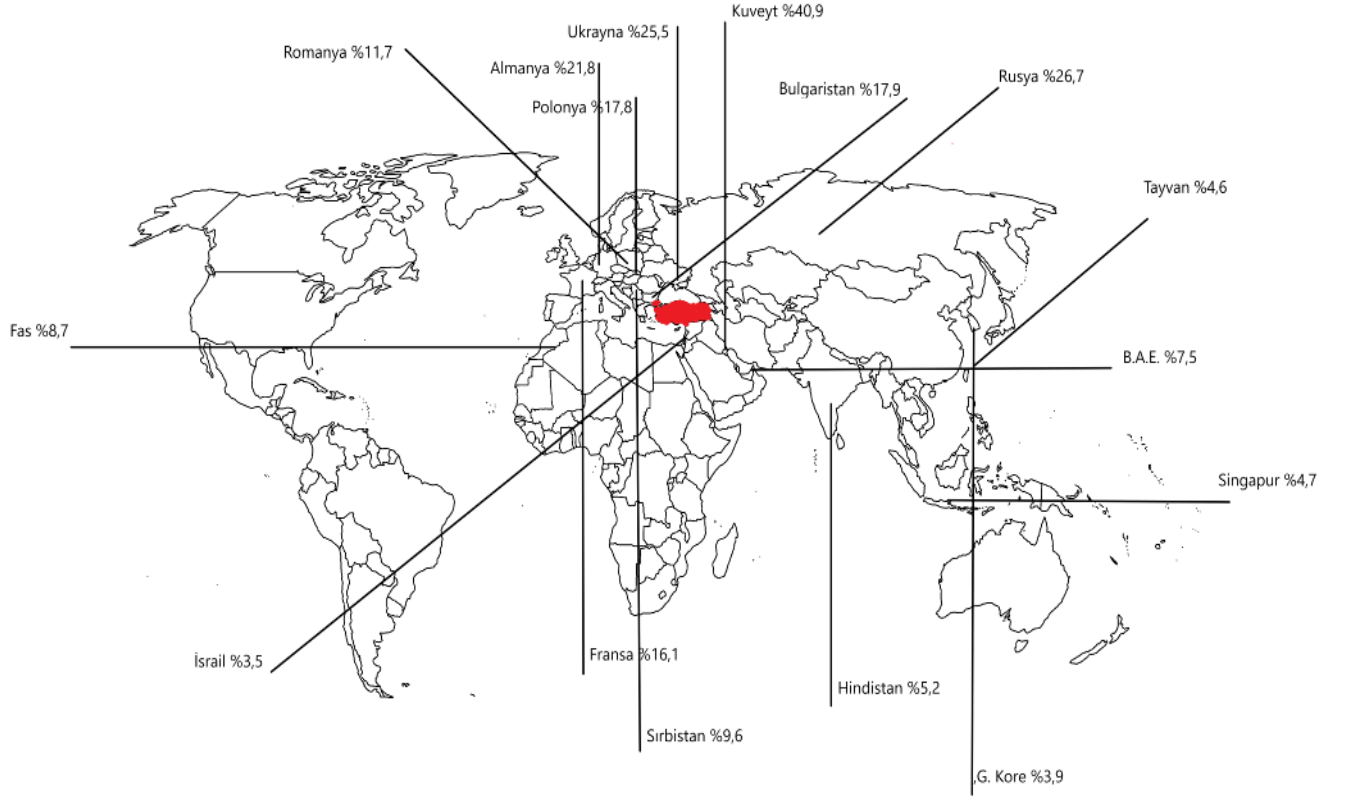 Kuveyt %40,9
Ukrayna %25,5
Romanya %11,7
Almanya %21,8
Rusya %26,7
Bulgaristan %17,9
Polonya %17,8
Tayvan %4,6
Fas %8,7
B.A.E. %7,5
Singapur %4,7
İsrail %3,5
Fransa %16,1
Hindistan %5,2
Sırbistan %9,6
G. Kore %3,9